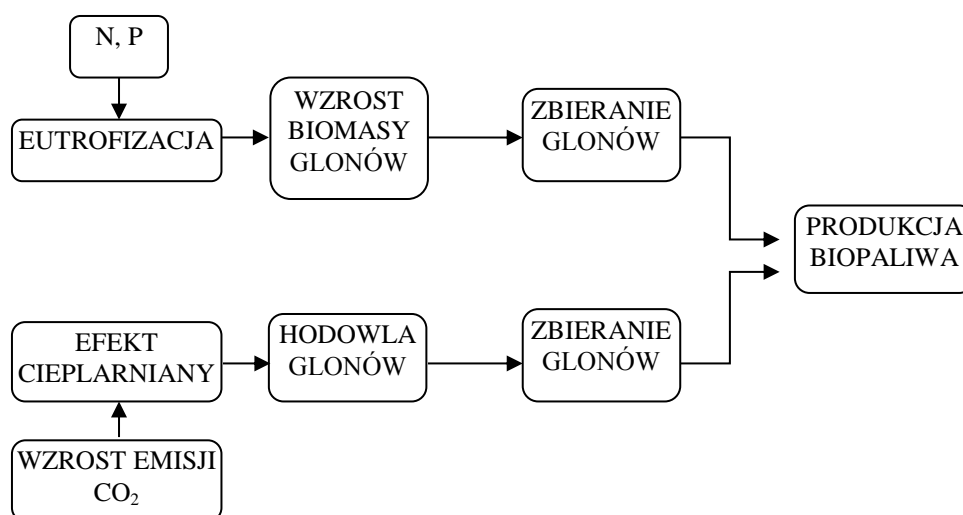 N, P
EUTROFIZACJA
WZROST
BIOMASY
GLONÓW
ZBIERANIE
GLONÓW
PRODUKCJA
BIOPALIWA
EFEKT
CIEPLARNIANY
HODOWLA
GLONÓW
ZBIERANIE
GLONÓW
WZROST EMISJI
CO₂